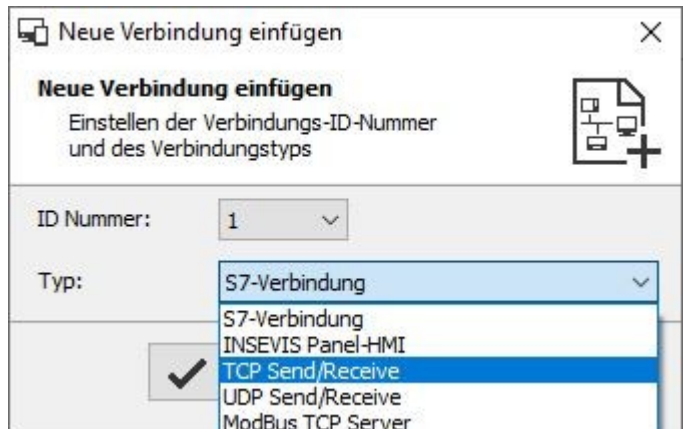 Neue Verbindung einfügen
Neue Verbindung einfügen
Einstellen der Verbindungs-ID-Nummer
und des Verbindungstyps
ID Nummer:
1
Typ:
S7-Verbindung
S7-Verbindung
INSEVIS Panel-HMI
TCP Send/Receive
UDP Send/Receive
ModBus TCP Server